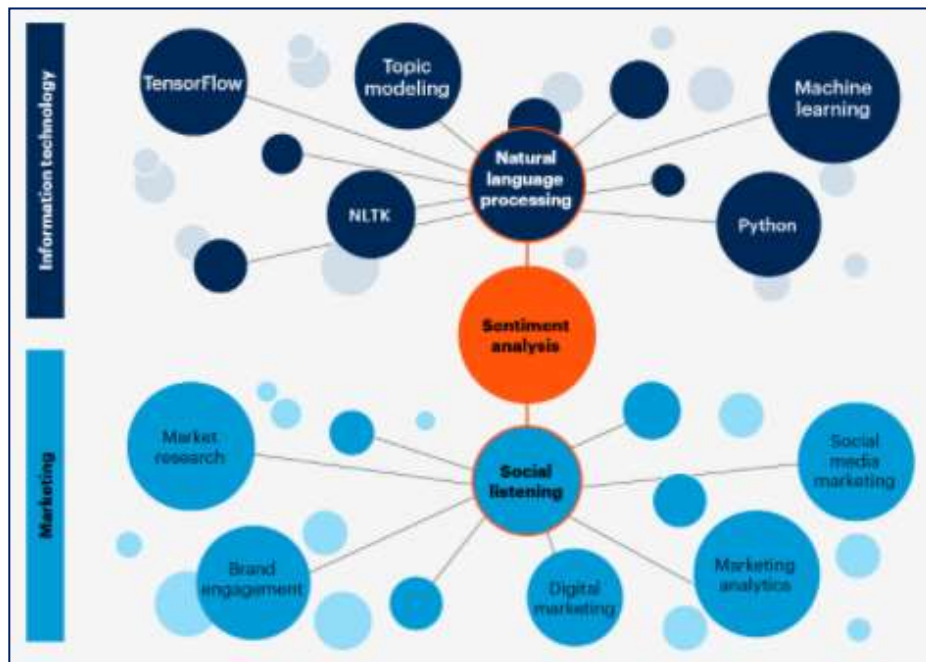 Information technology
TensorFlow
Topic
modeling
Machine
learning
Natural
language
processing
NLTK
Python
Sentiment
analysis
Marketing
Market
research
Social
listening
Social
media
marketing
Brand
engagement
Digital
marketing
Marketing
analytics